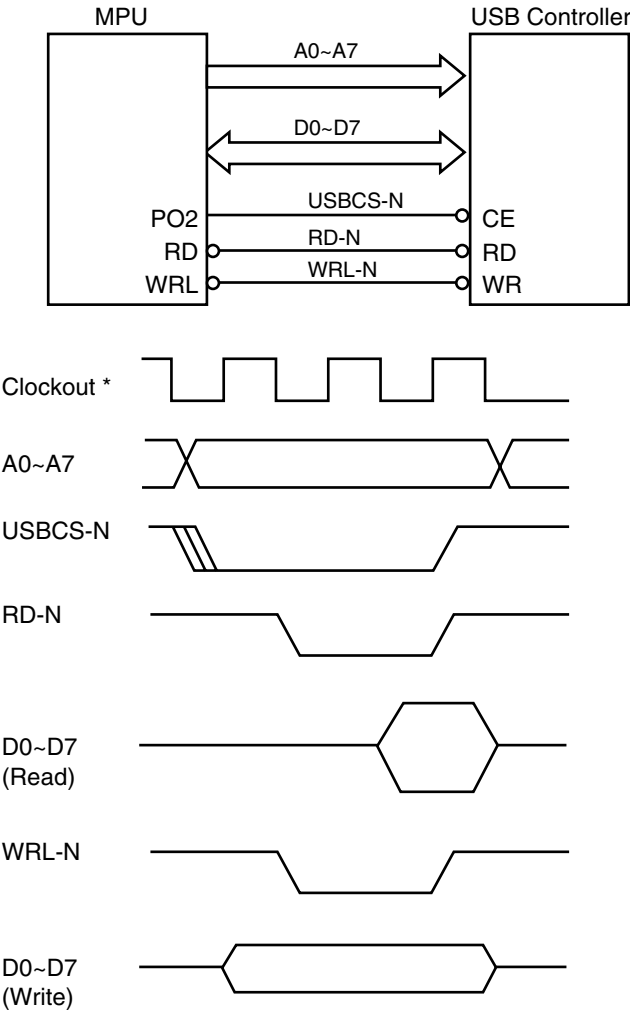 MPU
USB Controller
A0~A7
D0~D7
USBCS-N
PO2
CE
RD-N
RD
RD
WRL-N
WRL
WR
Clockout *
A0~A7
USBCS-N
RD-N
D0~D7
(Read)
WRL-N
D0~D7
(Write)